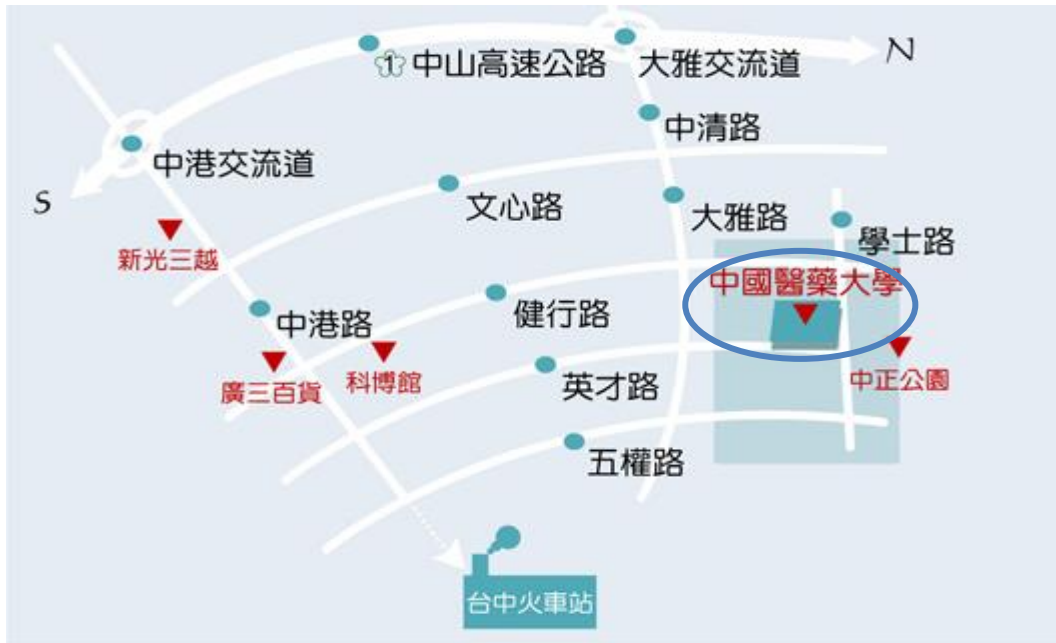 1 中山高速公路
大雅交流道
N
中清路
中港交流道
S
文心路
大雅路
學士路
新光三越
中國醫藥大學
中港路
健行路
廣三百貨
科博館
英才路
中正公園
五權路
台中火車站